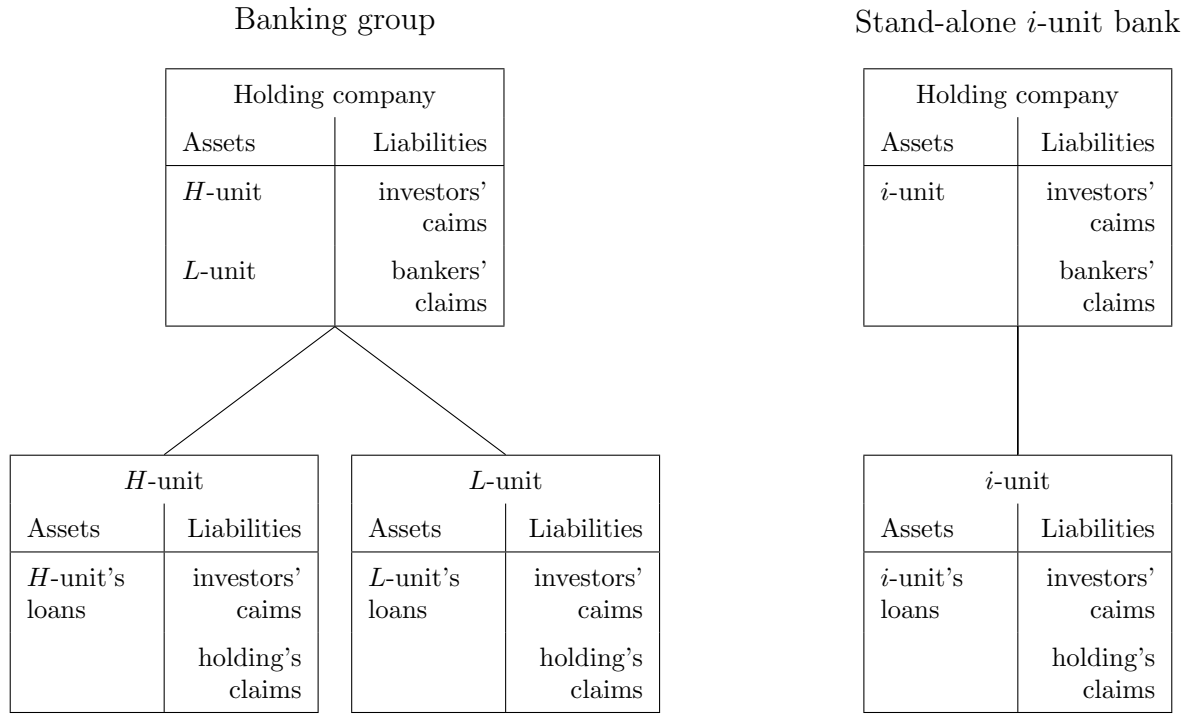 Banking group
Holding company
Assets Liabilities
H-unit investors'
caims
L-unit bankers'
claims
H-unit
Assets Liabilities
H-unit's investors'
loans caims
holding's
claims
L-unit
Assets Liabilities
L-unit's investors'
loans caims
holding's
claims
Stand-alone i-unit bank
Holding company
Assets Liabilities
i-unit investors'
caims
bankers'
claims
i-unit
Assets Liabilities
i-unit's investors'
loans caims
holding's
claims